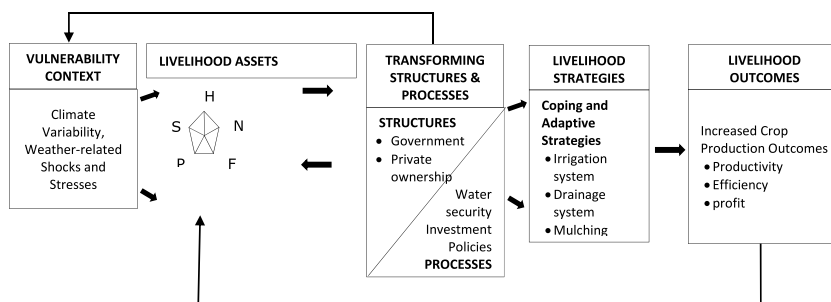 VULNERABILITY
CONTEXT
Climate
Variability,
Weather-related
Shocks and
Stresses
LIVELIHOOD ASSETS
H
S
N
P
F
TRANSFORMING
STRUCTURES &
PROCESSES
STRUCTURES
• Government
• Private
ownership
Water
security
Investment
Policies
PROCESSES
LIVELIHOOD
STRATEGIES
Coping and
Adaptive
Strategies
• Irrigation
system
• Drainage
system
• Mulching
LIVELIHOOD
OUTCOMES
Increased Crop
Production Outcomes
• Productivity
• Efficiency
• profit